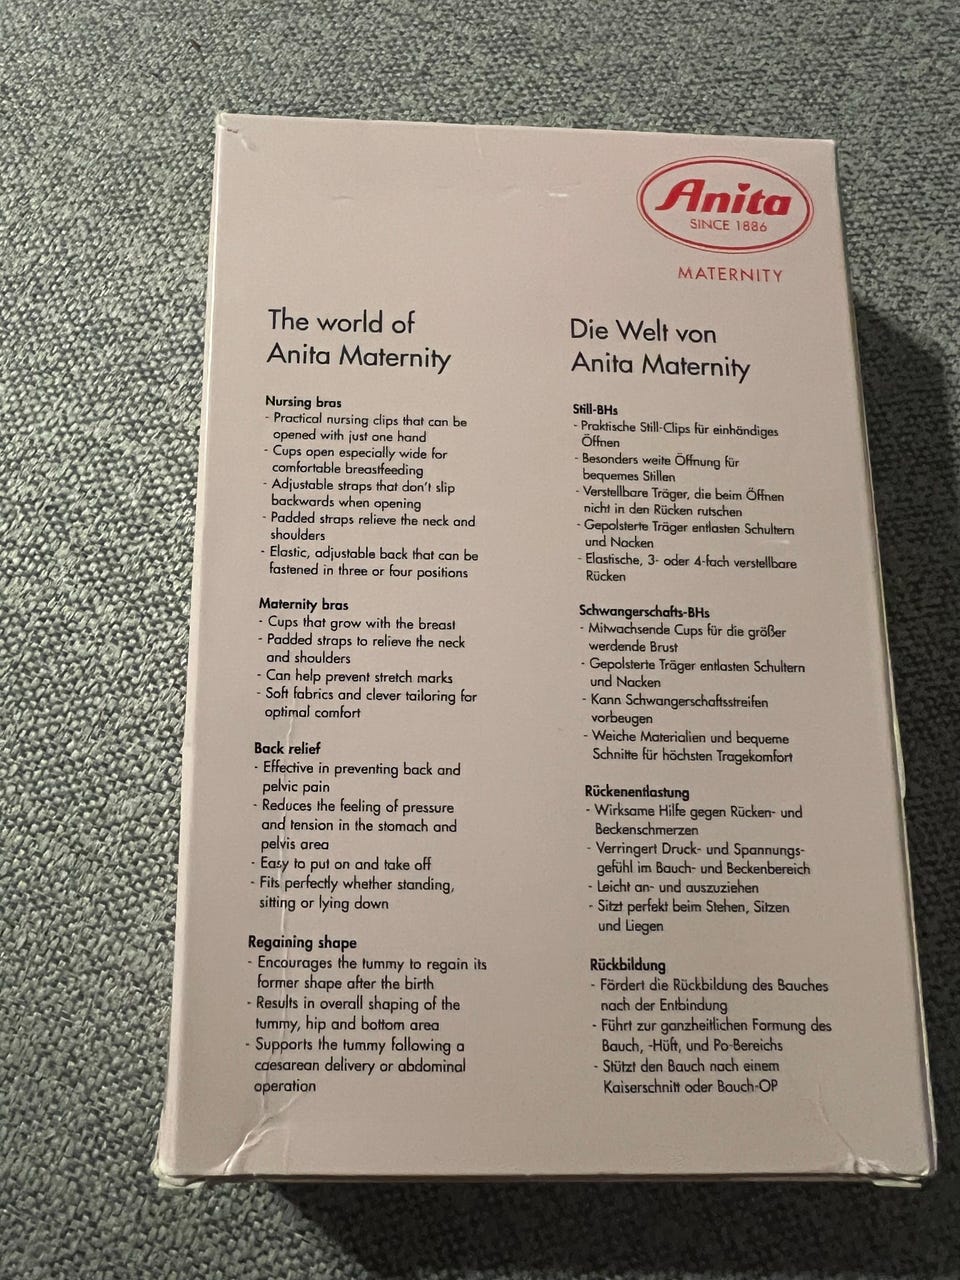 Anita
SINCE 1886
MATERNITY
The world of
Anita Maternity
Nursing bras
- Practical nursing clips that can be
opened with just one hand
- Cups open especially wide for
comfortable breastfeeding
- Adjustable straps that don't slip
backwards when opening
- Padded straps relieve the neck and
shoulders
- Elastic, adjustable back that can be
fastened in three or four positions
Maternity bras
- Cups that grow with the breast
- Padded straps to relieve the neck
and shoulders
- Can help prevent stretch marks
- Soft fabrics and clever tailoring for
optimal comfort
Back relief
- Effective in preventing back and
pelvic pain
- Reduces the feeling of pressure
and tension in the stomach and
pelvis area
- Easy to put on and take off
- Fits perfectly whether standing,
sitting or lying down
Regaining shape
- Encourages the tummy to regain its
former shape after the birth
- Results in overall shaping of the
tummy, hip and bottom area
- Supports the tummy following a
caesarean delivery or abdominal
operation
Die Welt von
Anita Maternity
Still-BHs
- Praktische Still-Clips für einhändiges
Öffnen
- Besonders weite Öffnung für
bequemes Stillen
- Verstellbare Träger, die beim Öffnen
nicht in den Rücken rutschen
- Gepolsterte Träger entlasten Schultern
und Nacken
- Elastische, 3- oder 4-fach verstellbare
Rücken
Schwangerschafts-BHs
- Mitwachsende Cups für die größer
werdende Brust
- Gepolsterte Träger entlasten Schultern
und Nacken
- Kann Schwangerschaftsstreifen
vorbeugen
- Weiche Materialien und bequeme
Schnitte für höchsten Tragekomfort
Rückenentlastung
- Wirksame Hilfe gegen Rücken- und
Beckenschmerzen
- Verringert Druck- und Spannungs-
gefühl im Bauch- und Beckenbereich
- Leicht an- und auszuziehen
- Sitzt perfekt beim Stehen, Sitzen
und Liegen
Rückbildung
- Fördert die Rückbildung des Bauches
nach der Entbindung
- Führt zur ganzheitlichen Formung des
Bauch, -Hüft, und Po-Bereichs
- Stützt den Bauch nach einem
Kaiserschnitt oder Bauch-OP